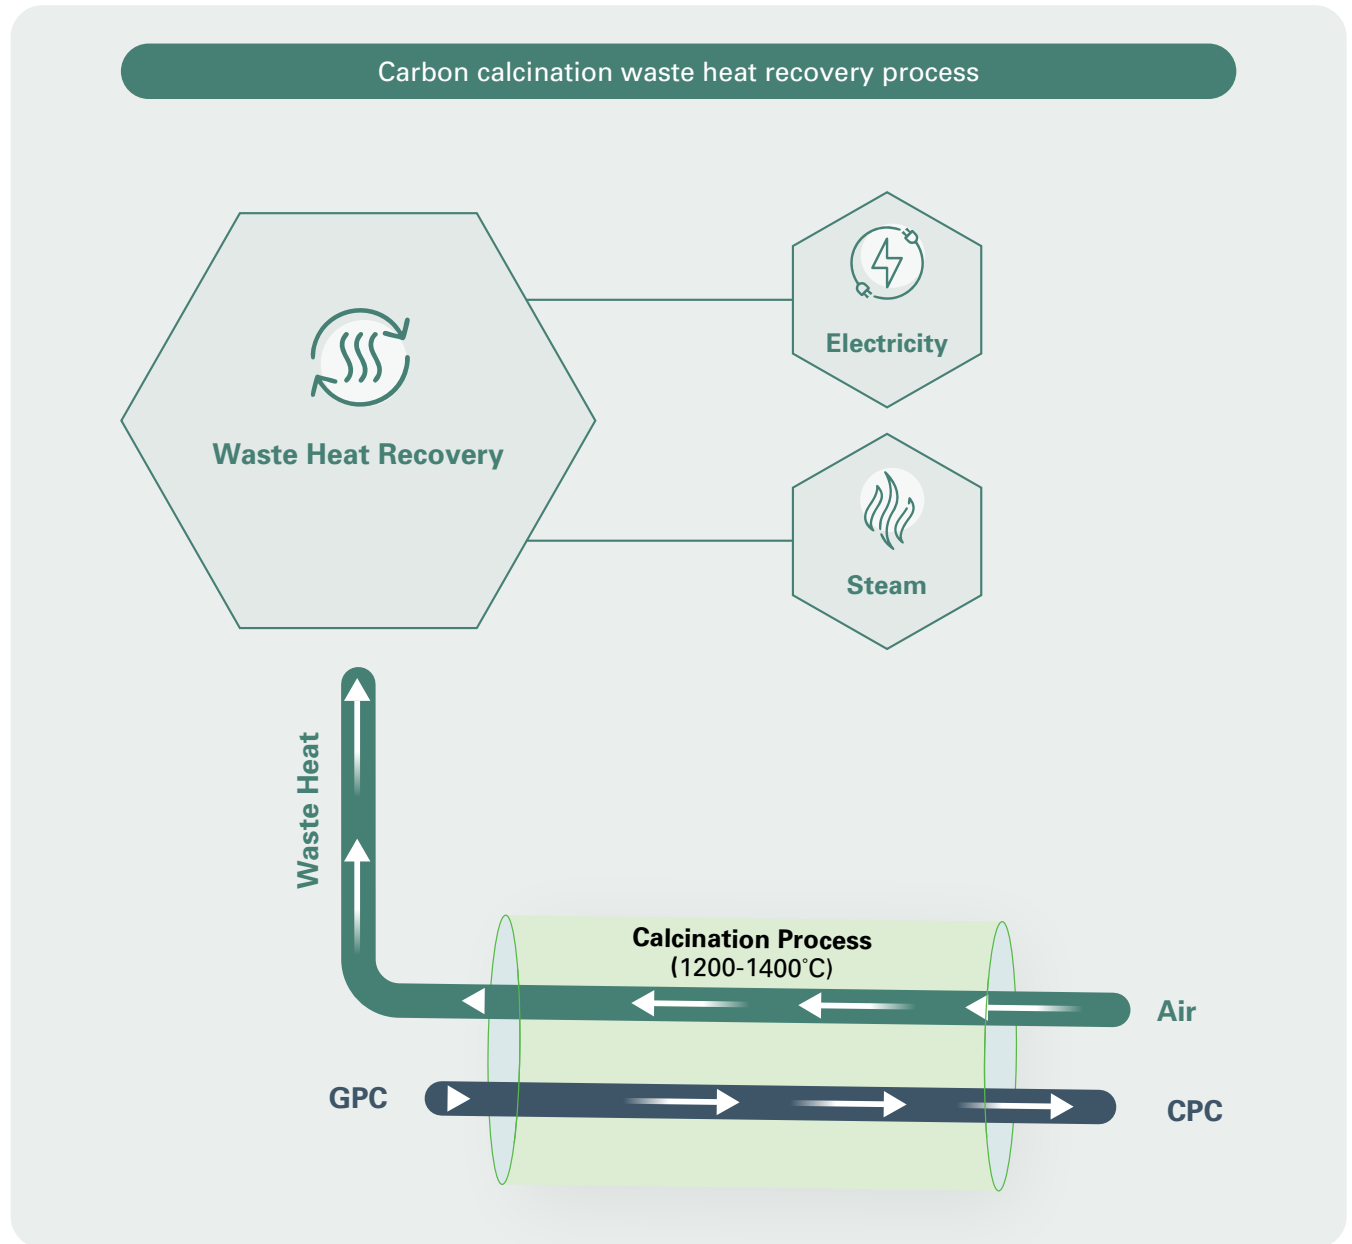 Carbon calcination waste heat recovery process
Electricity
Waste Heat Recovery
Steam
Waste Heat
Calcination Process
(1200-1400°C)
Air
GPC
CPC